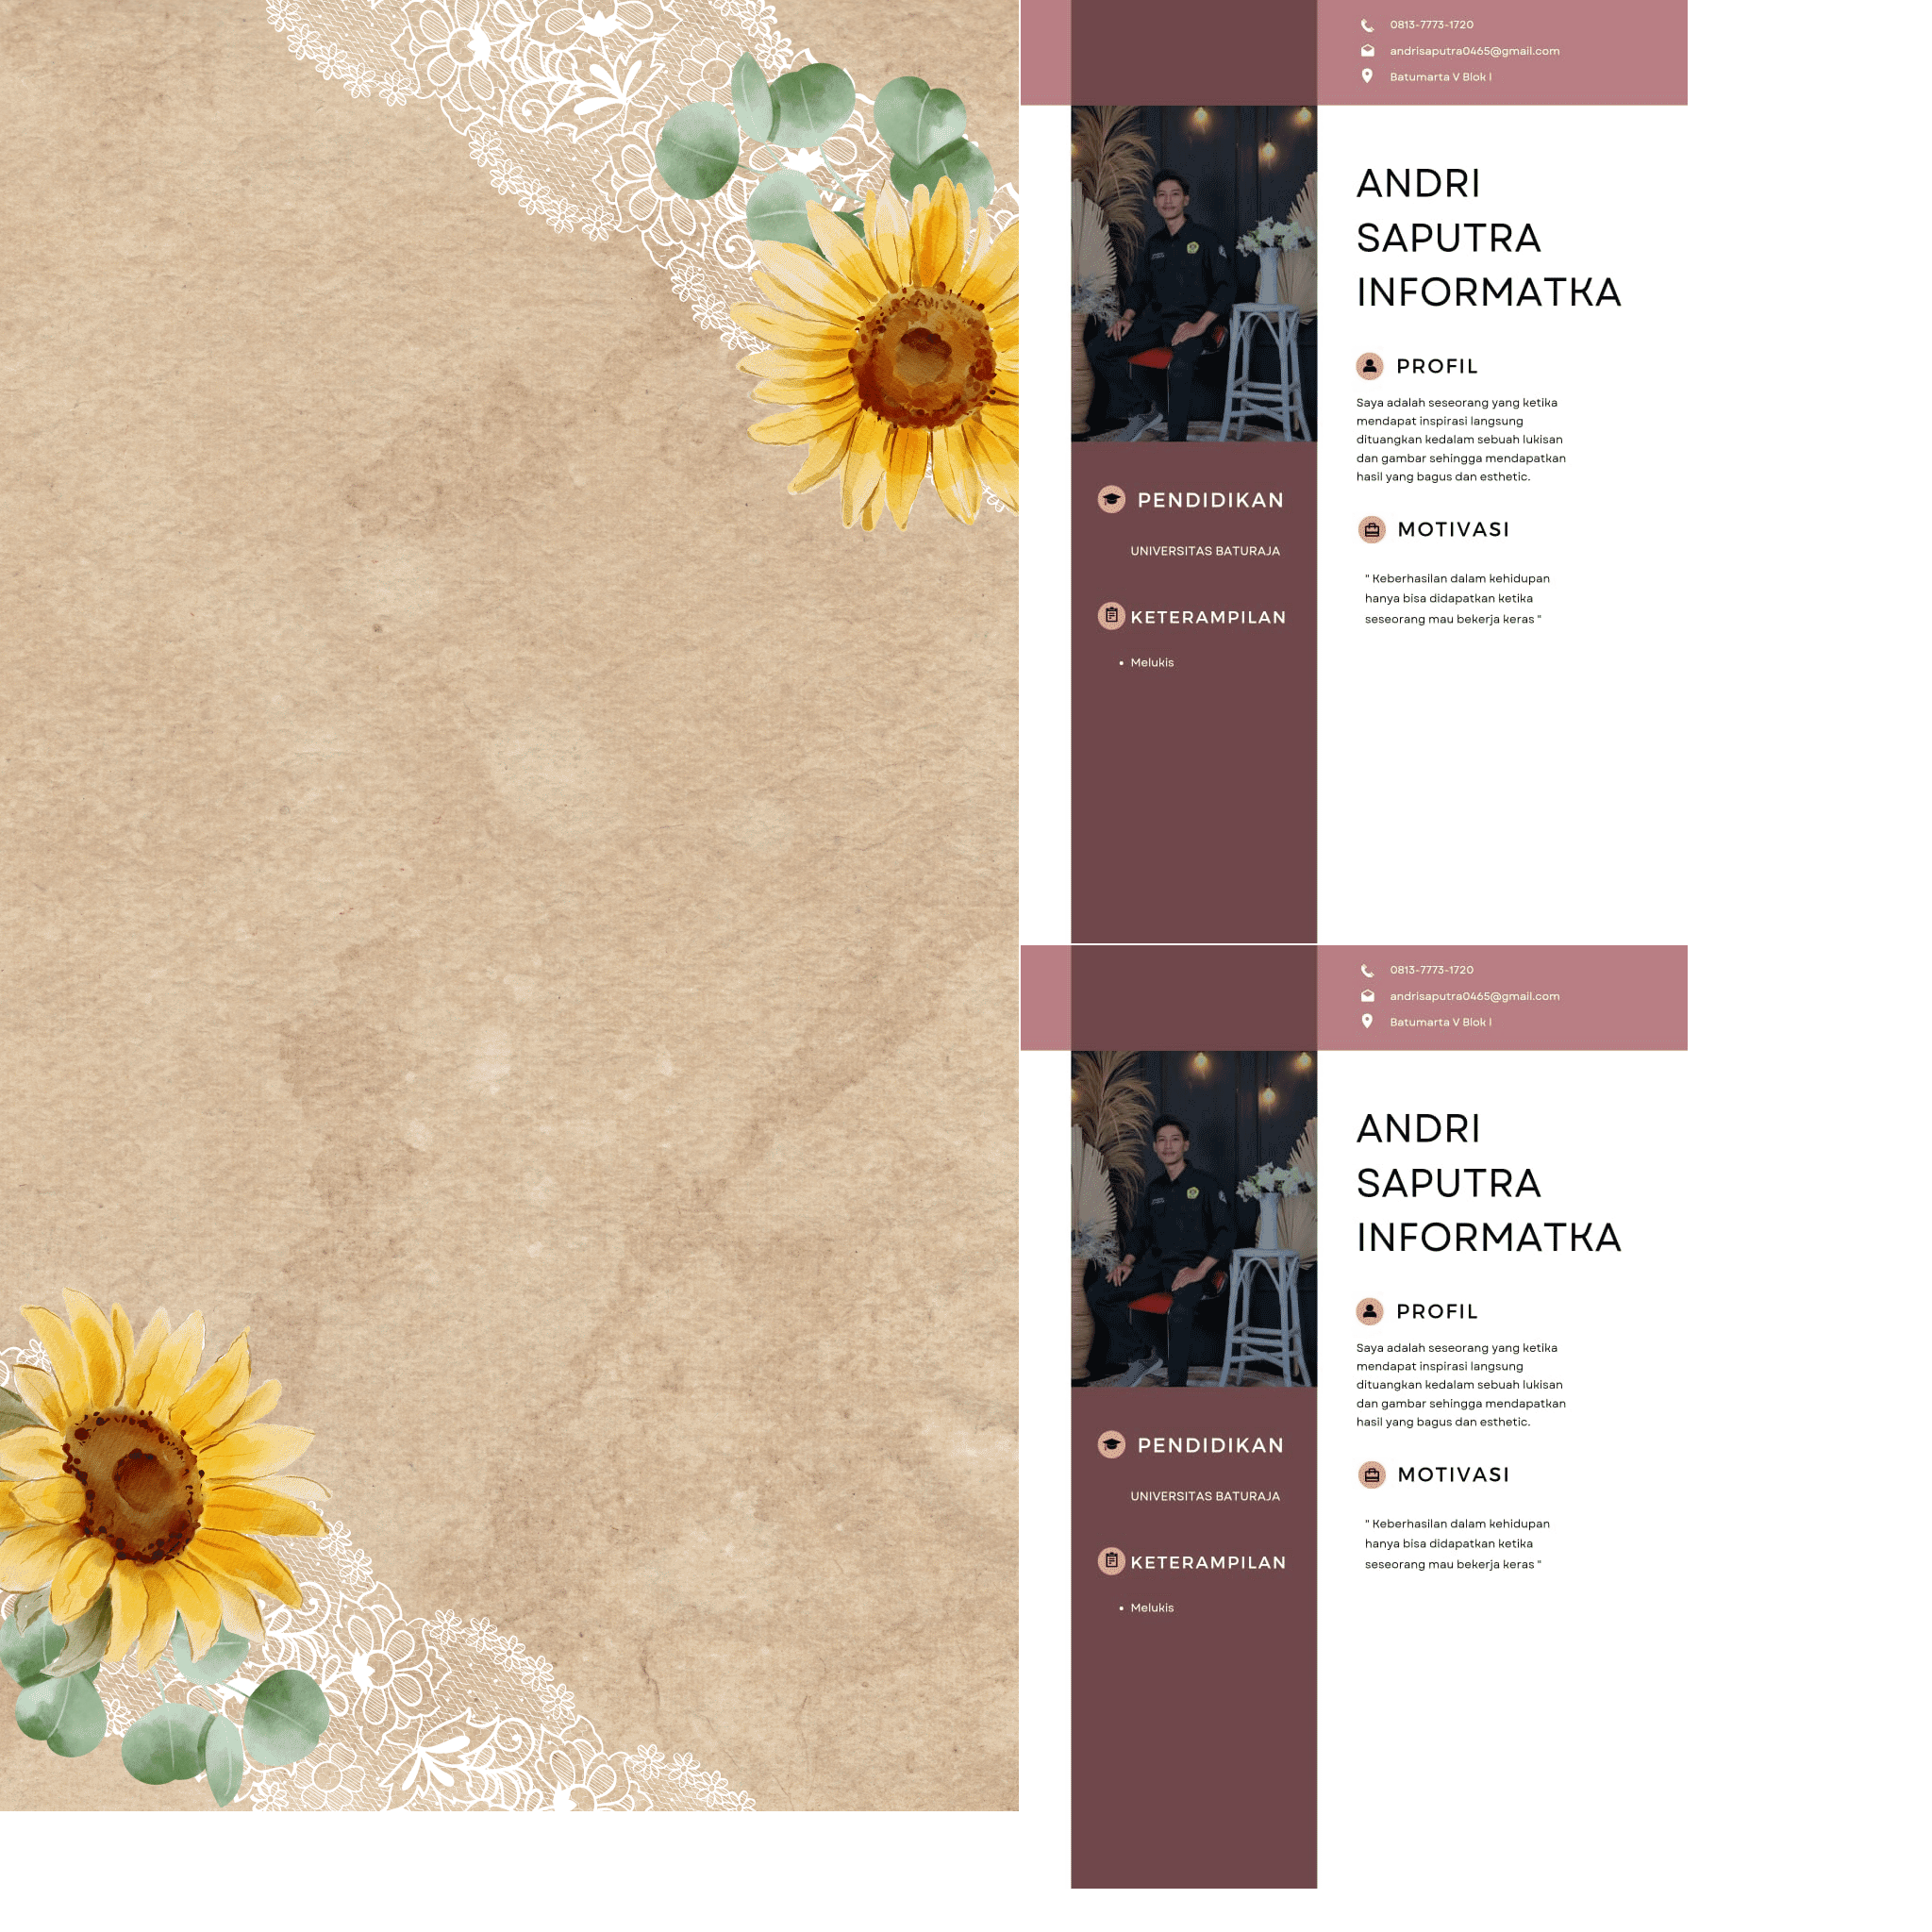 0813-7773-1720
andrisaputra0465@gmail.com
Batumarta V Blok I
ANDRI
SAPUTRA
INFORMATKA
PROFIL
Saya adalah seseorang yang ketika
mendapat inspirasi langsung
dituangkan kedalam sebuah lukisan
dan gambar sehingga mendapatkan
hasil yang bagus dan esthetic.
MOTIVASI
" Keberhasilan dalam kehidupan
hanya bisa didapatkan ketika
seseorang mau bekerja keras "
PENDIDIKAN
UNIVERSITAS BATURAJA
KETERAMPILAN
• Melukis
0813-7773-1720
andrisaputra0465@gmail.com
Batumarta V Blok I
ANDRI
SAPUTRA
INFORMATKA
PROFIL
Saya adalah seseorang yang ketika
mendapat inspirasi langsung
dituangkan kedalam sebuah lukisan
dan gambar sehingga mendapatkan
hasil yang bagus dan esthetic.
MOTIVASI
" Keberhasilan dalam kehidupan
hanya bisa didapatkan ketika
seseorang mau bekerja keras "
PENDIDIKAN
UNIVERSITAS BATURAJA
KETERAMPILAN
• Melukis